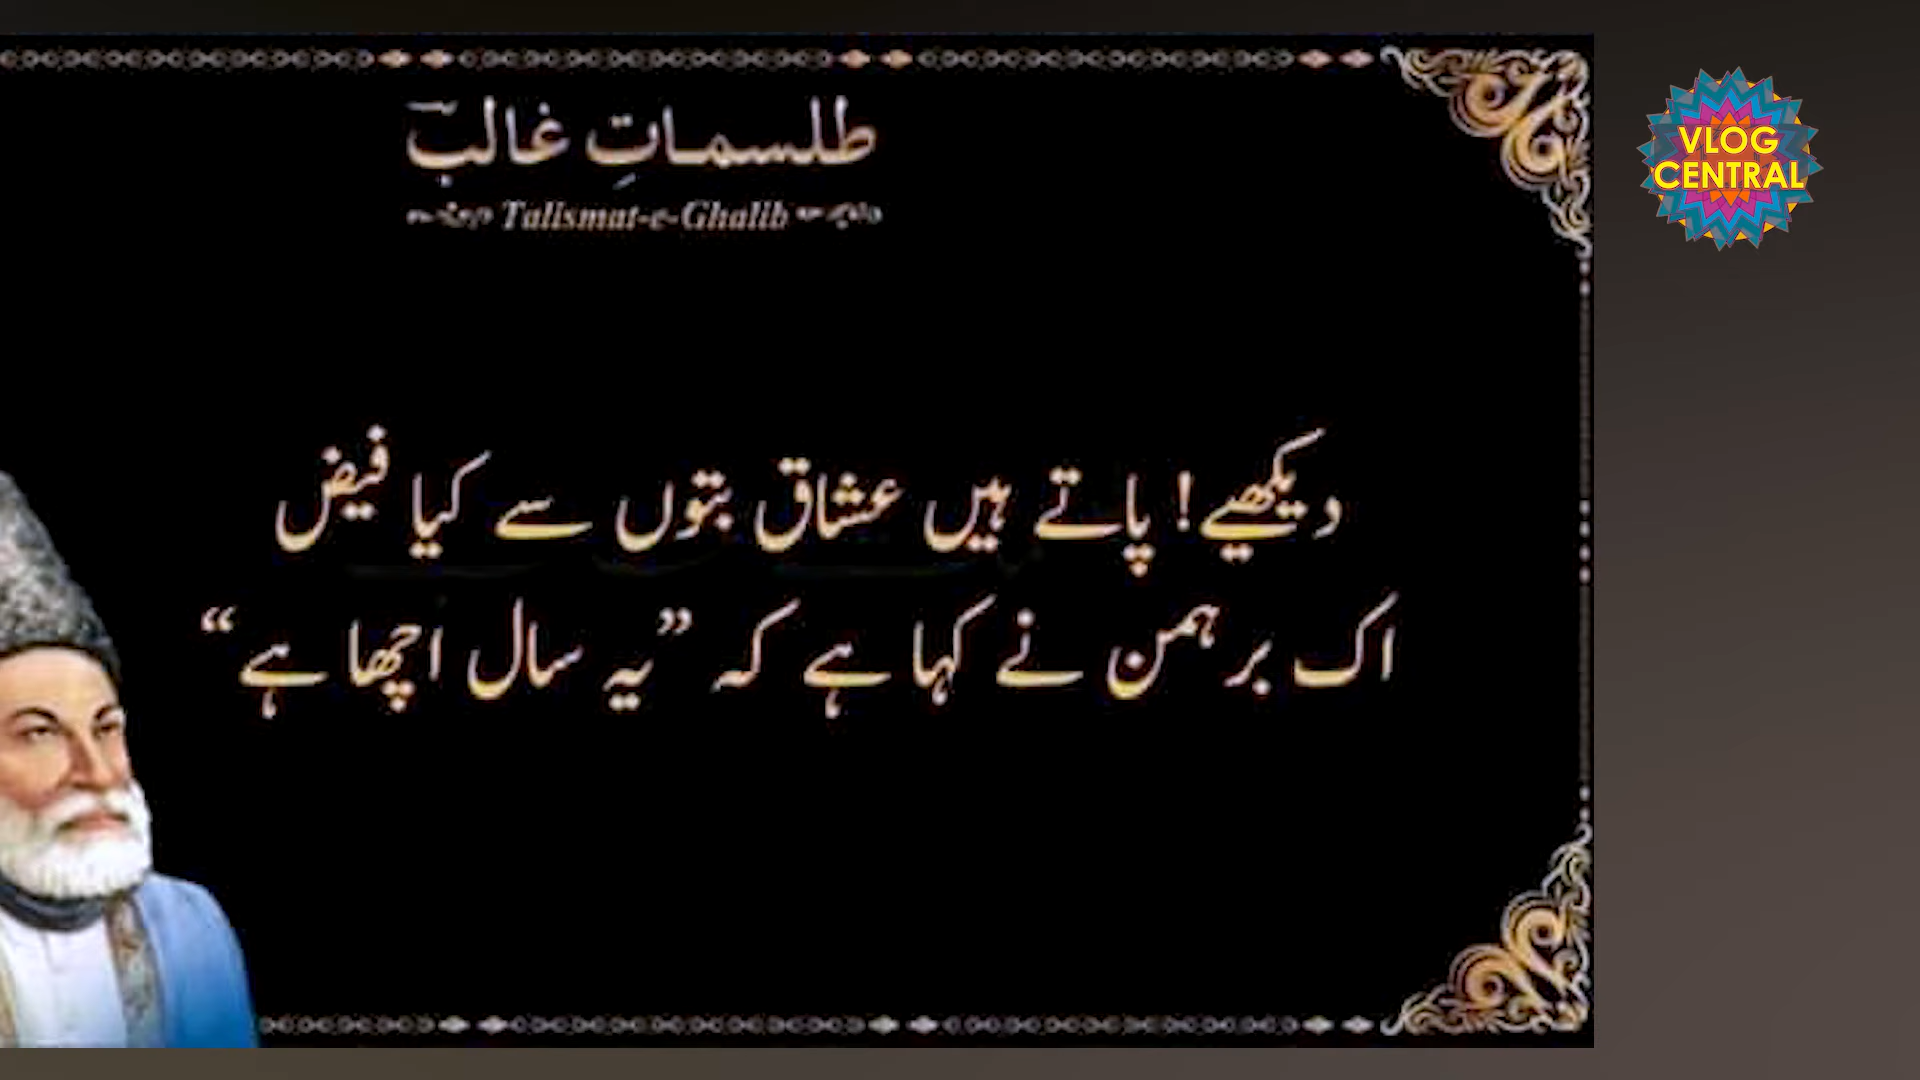 طلسماتِ غالب
Talismat-e-Ghalib
دیکھیے! پاتے ہیں عشاق بتوں سے کیا فیض
اک برہمن نے کہا ہے کہ ”یہ سال اچھا ہے“
VLOG
CENTRAL